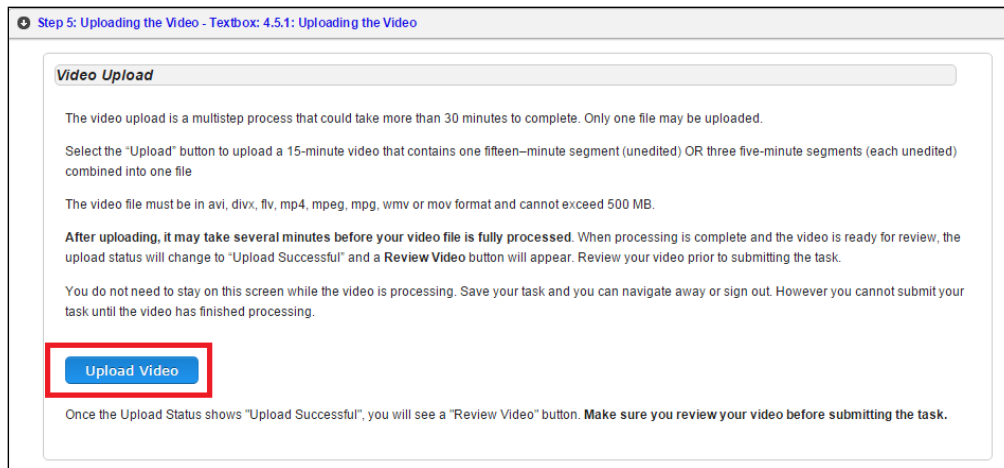 Step 5: Uploading the Video - Textbox: 4.5.1: Uploading the Video
Video Upload
The video upload is a multistep process that could take more than 30 minutes to complete. Only one file may be uploaded.
Select the “Upload” button to upload a 15-minute video that contains one fifteen–minute segment (unedited) OR three five-minute segments (each unedited)
combined into one file
The video file must be in avi, divx, flv, mp4, mpeg, mpg, wmv or mov format and cannot exceed 500 MB.
After uploading, it may take several minutes before your video file is fully processed. When processing is complete and the video is ready for review, the
upload status will change to “Upload Successful” and a Review Video button will appear. Review your video prior to submitting the task.
You do not need to stay on this screen while the video is processing. Save your task and you can navigate away or sign out. However you cannot submit your
task until the video has finished processing.
Upload Video
Once the Upload Status shows "Upload Successful", you will see a "Review Video" button. Make sure you review your video before submitting the task.